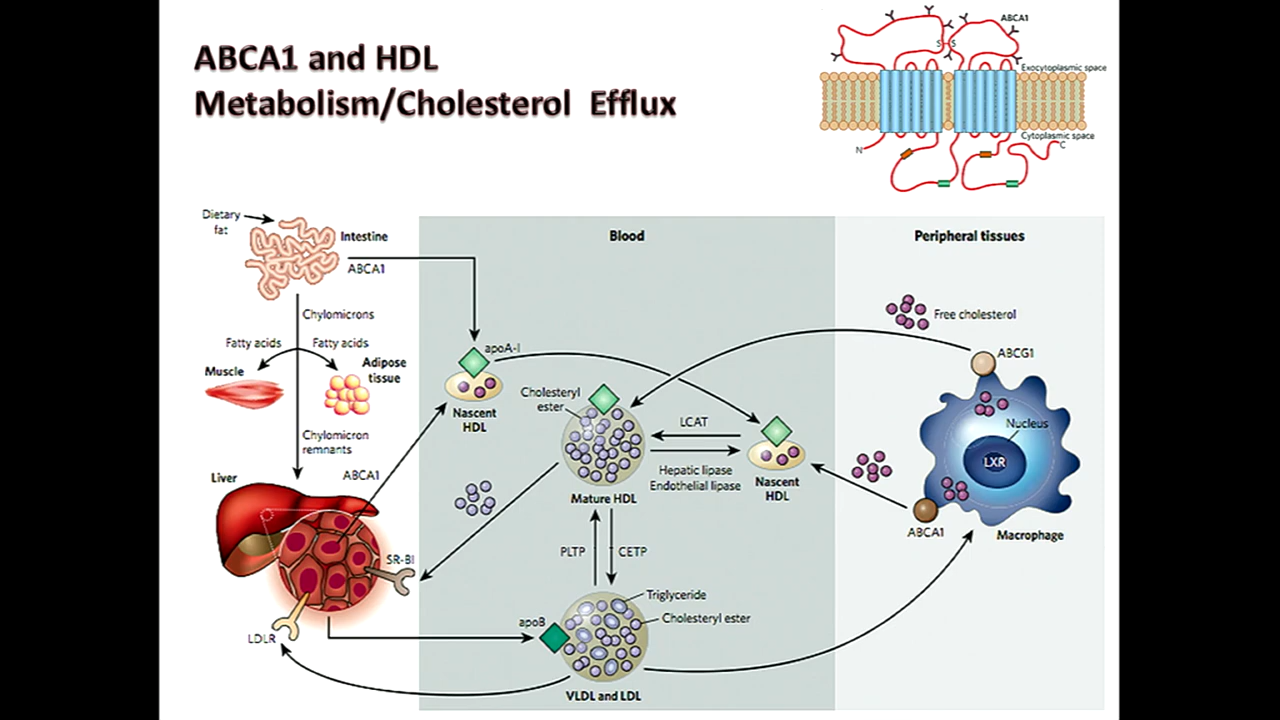 ABCA1 and HDL
Metabolism/Cholesterol Efflux
ABCA1
S S
Exocytoplasmic space
Cytoplasmic space
N
C
Dietary
fat
Intestine
ABCA1
Chylomicrons
Fatty acids
Fatty acids
Muscle
Adipose
tissue
Chylomicron
remnants
Liver
ABCA1
SR-BI
LDLR
Blood
apoA-I
Nascent
HDL
Cholesteryl
ester
Mature HDL
LCAT
Hepatic lipase
Endothelial lipase
Nascent
HDL
PLTP
CETP
Triglyceride
Cholesteryl ester
apoB
VLDL and LDL
Peripheral tissues
Free cholesterol
ABCG1
Nucleus
LXR
ABCA1
Macrophage